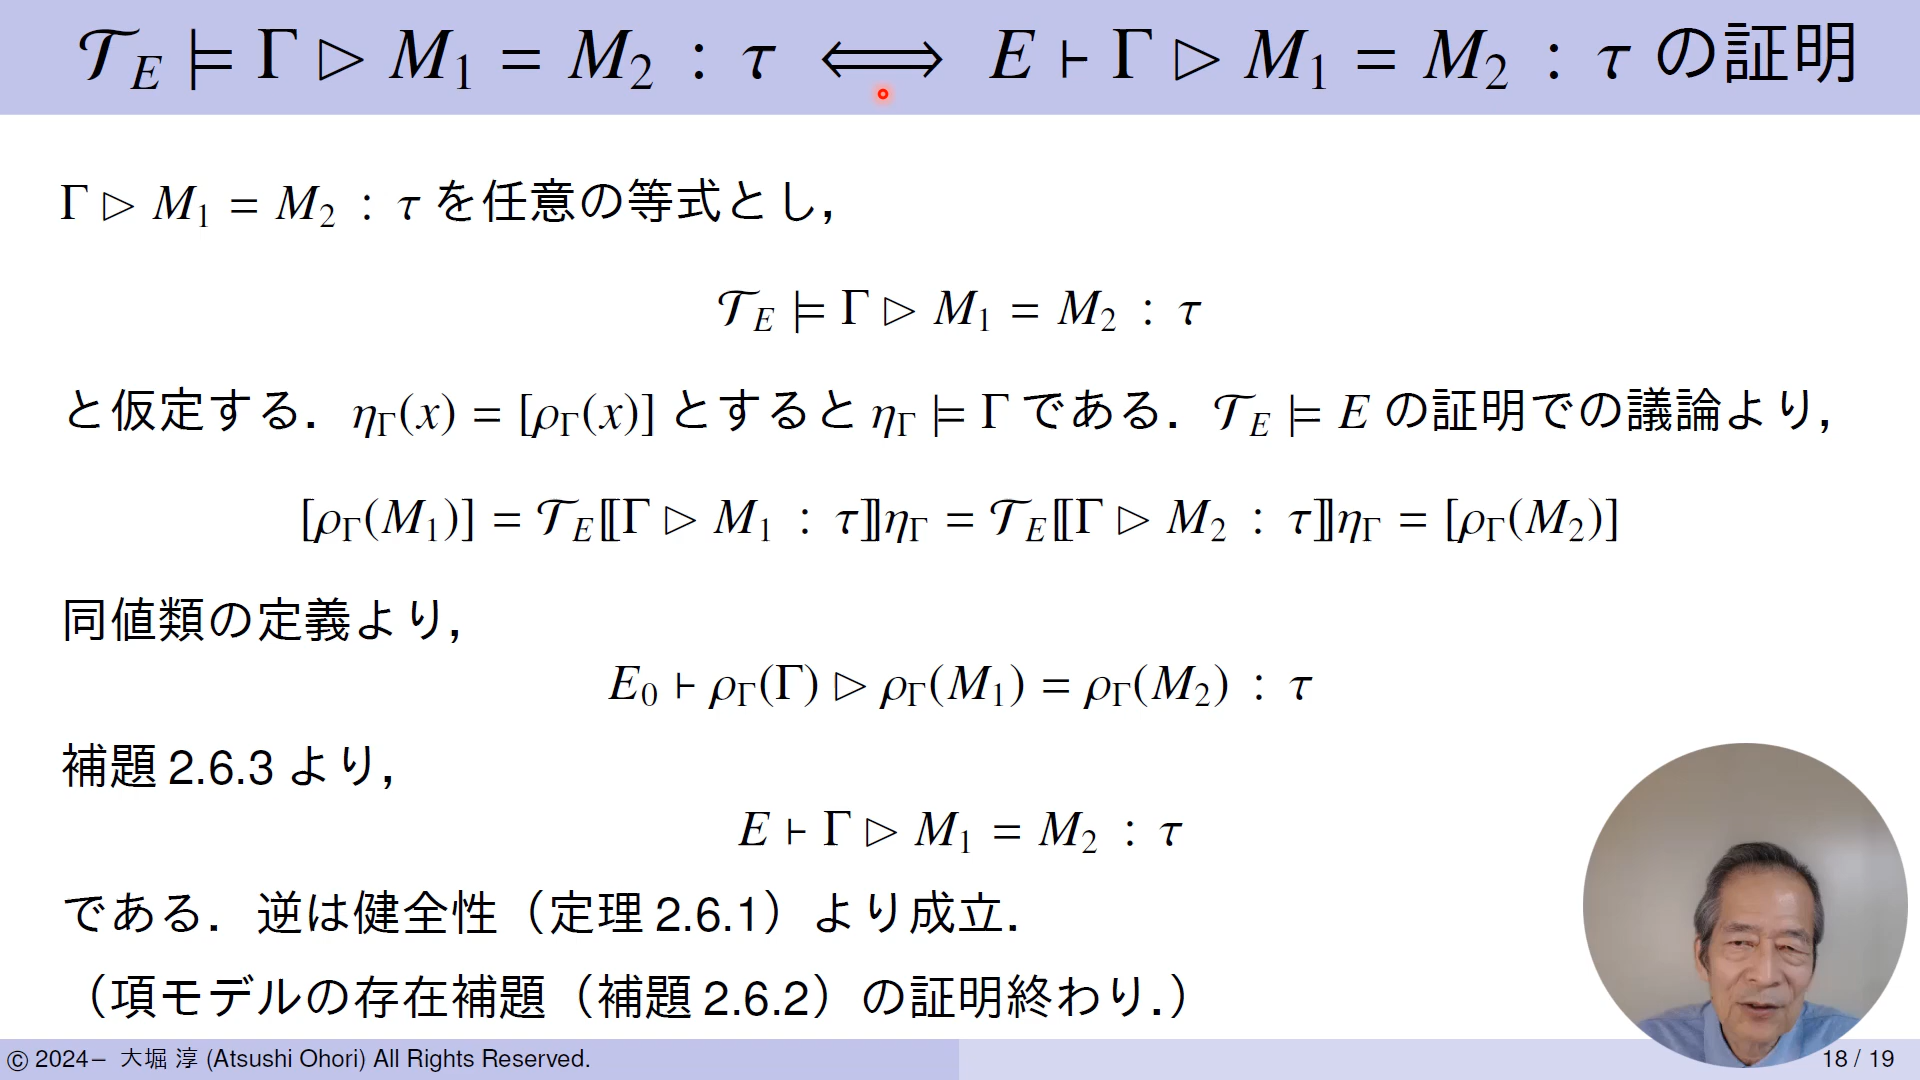 𝒯_E ⊨ Γ ▷ M₁ = M₂ : τ ⟺ E ⊢ Γ ▷ M₁ = M₂ : τ の証明
Γ ▷ M₁ = M₂ : τ を任意の等式とし,
𝒯_E ⊨ Γ ▷ M₁ = M₂ : τ
と仮定する. η_Γ(x) = [ρ_Γ(x)] とすると η_Γ ⊨ Γ である. 𝒯_E ⊨ E の証明での議論より,
[ρ_Γ(M₁)] = 𝒯_E⟦Γ ▷ M₁ : τ⟧η_Γ = 𝒯_E⟦Γ ▷ M₂ : τ⟧η_Γ = [ρ_Γ(M₂)]
同値類の定義より,
E₀ ⊢ ρ_Γ(Γ) ▷ ρ_Γ(M₁) = ρ_Γ(M₂) : τ
補題 2.6.3 より,
E ⊢ Γ ▷ M₁ = M₂ : τ
である. 逆は健全性（定理 2.6.1）より成立.
（項モデルの存在補題（補題 2.6.2）の証明終わり.）
© 2024– 大堀 淳 (Atsushi Ohori) All Rights Reserved.
18 / 19